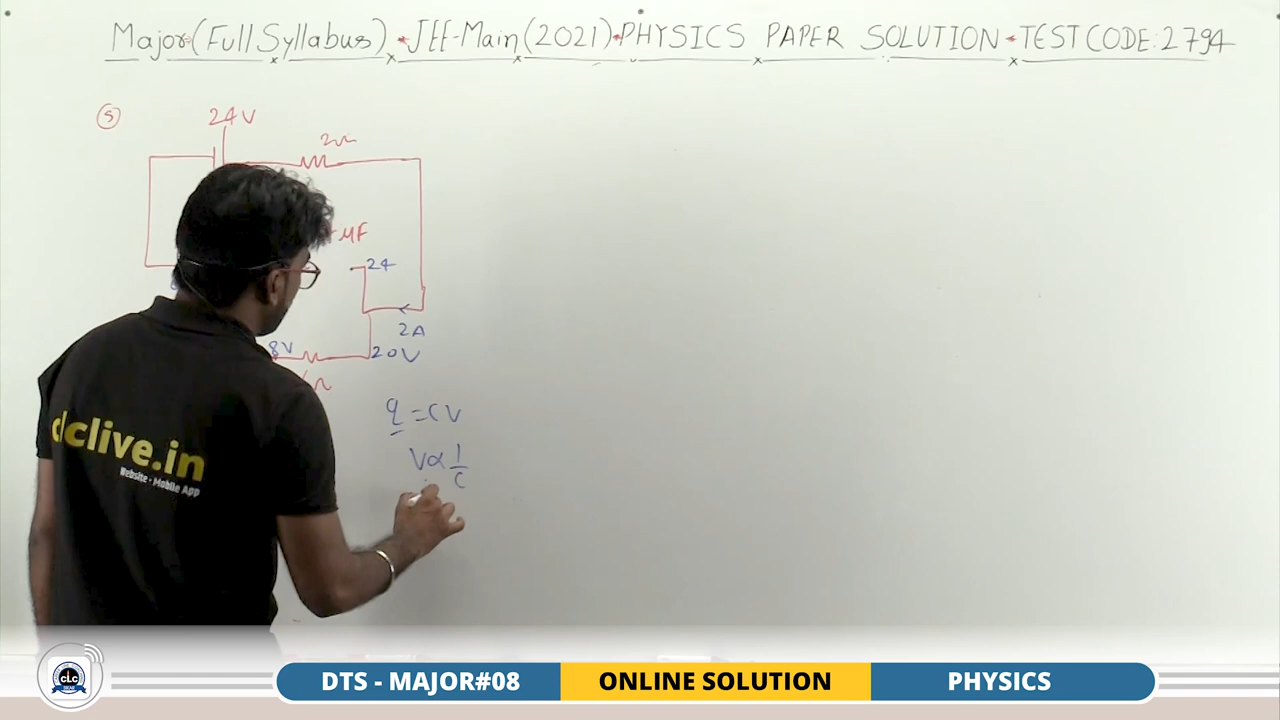 Major (Full Syllabus) • JEE-Main (2021) • PHYSICS PAPER SOLUTION • TEST CODE: 2794
5
24V
2Ω
μF
24
2A
8V
20V
q = CV
V ∝ 1/C
clclive.in
Website - Mobile App
CLC
DTS - MAJOR#08 ONLINE SOLUTION PHYSICS